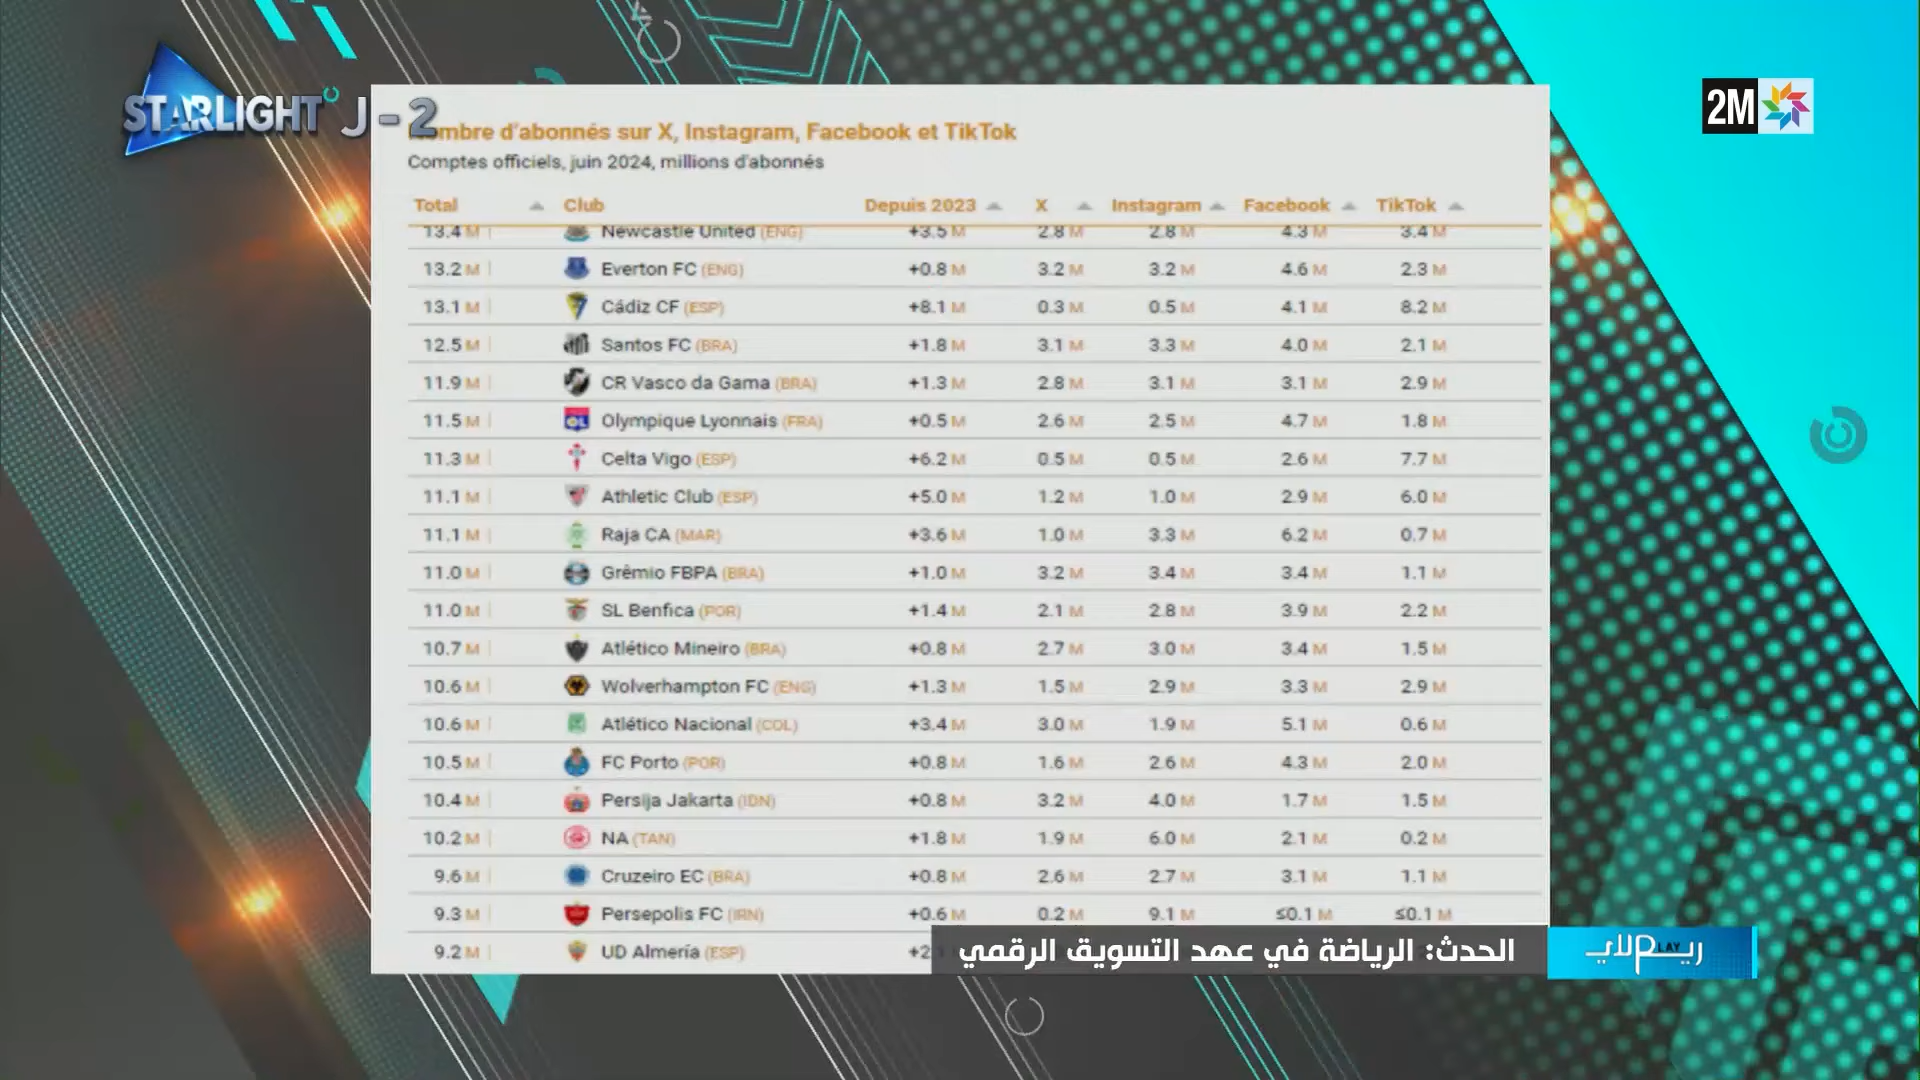 STARLIGHT J-2
2M
Nombre d'abonnés sur X, Instagram, Facebook et TikTok
Comptes officiels, juin 2024, millions d'abonnés
Total Club Depuis 2023 X Instagram Facebook TikTok
13.4 M Newcastle United (ENG) +3.5 M 2.8 M 2.8 M 4.3 M 3.4 M
13.2 M Everton FC (ENG) +0.8 M 3.2 M 3.2 M 4.6 M 2.3 M
13.1 M Cádiz CF (ESP) +8.1 M 0.3 M 0.5 M 4.1 M 8.2 M
12.5 M Santos FC (BRA) +1.8 M 3.1 M 3.3 M 4.0 M 2.1 M
11.9 M CR Vasco da Gama (BRA) +1.3 M 2.8 M 3.1 M 3.1 M 2.9 M
11.5 M Olympique Lyonnais (FRA) +0.5 M 2.6 M 2.5 M 4.7 M 1.8 M
11.3 M Celta Vigo (ESP) +6.2 M 0.5 M 0.5 M 2.6 M 7.7 M
11.1 M Athletic Club (ESP) +5.0 M 1.2 M 1.0 M 2.9 M 6.0 M
11.1 M Raja CA (MAR) +3.6 M 1.0 M 3.3 M 6.2 M 0.7 M
11.0 M Grêmio FBPA (BRA) +1.0 M 3.2 M 3.4 M 3.4 M 1.1 M
11.0 M SL Benfica (POR) +1.4 M 2.1 M 2.8 M 3.9 M 2.2 M
10.7 M Atlético Mineiro (BRA) +0.8 M 2.7 M 3.0 M 3.4 M 1.5 M
10.6 M Wolverhampton FC (ENG) +1.3 M 1.5 M 2.9 M 3.3 M 2.9 M
10.6 M Atlético Nacional (COL) +3.4 M 3.0 M 1.9 M 5.1 M 0.6 M
10.5 M FC Porto (POR) +0.8 M 1.6 M 2.6 M 4.3 M 2.0 M
10.4 M Persija Jakarta (IDN) +0.8 M 3.2 M 4.0 M 1.7 M 1.5 M
10.2 M NA (TAN) +1.8 M 1.9 M 6.0 M 2.1 M 0.2 M
9.6 M Cruzeiro EC (BRA) +0.8 M 2.6 M 2.7 M 3.1 M 1.1 M
9.3 M Persepolis FC (IRN) +0.6 M 0.2 M 9.1 M ≤0.1 M ≤0.1 M
9.2 M UD Almería (ESP) +2
الحدث: الرياضة في عهد التسويق الرقمي
ريبلاي PLAY